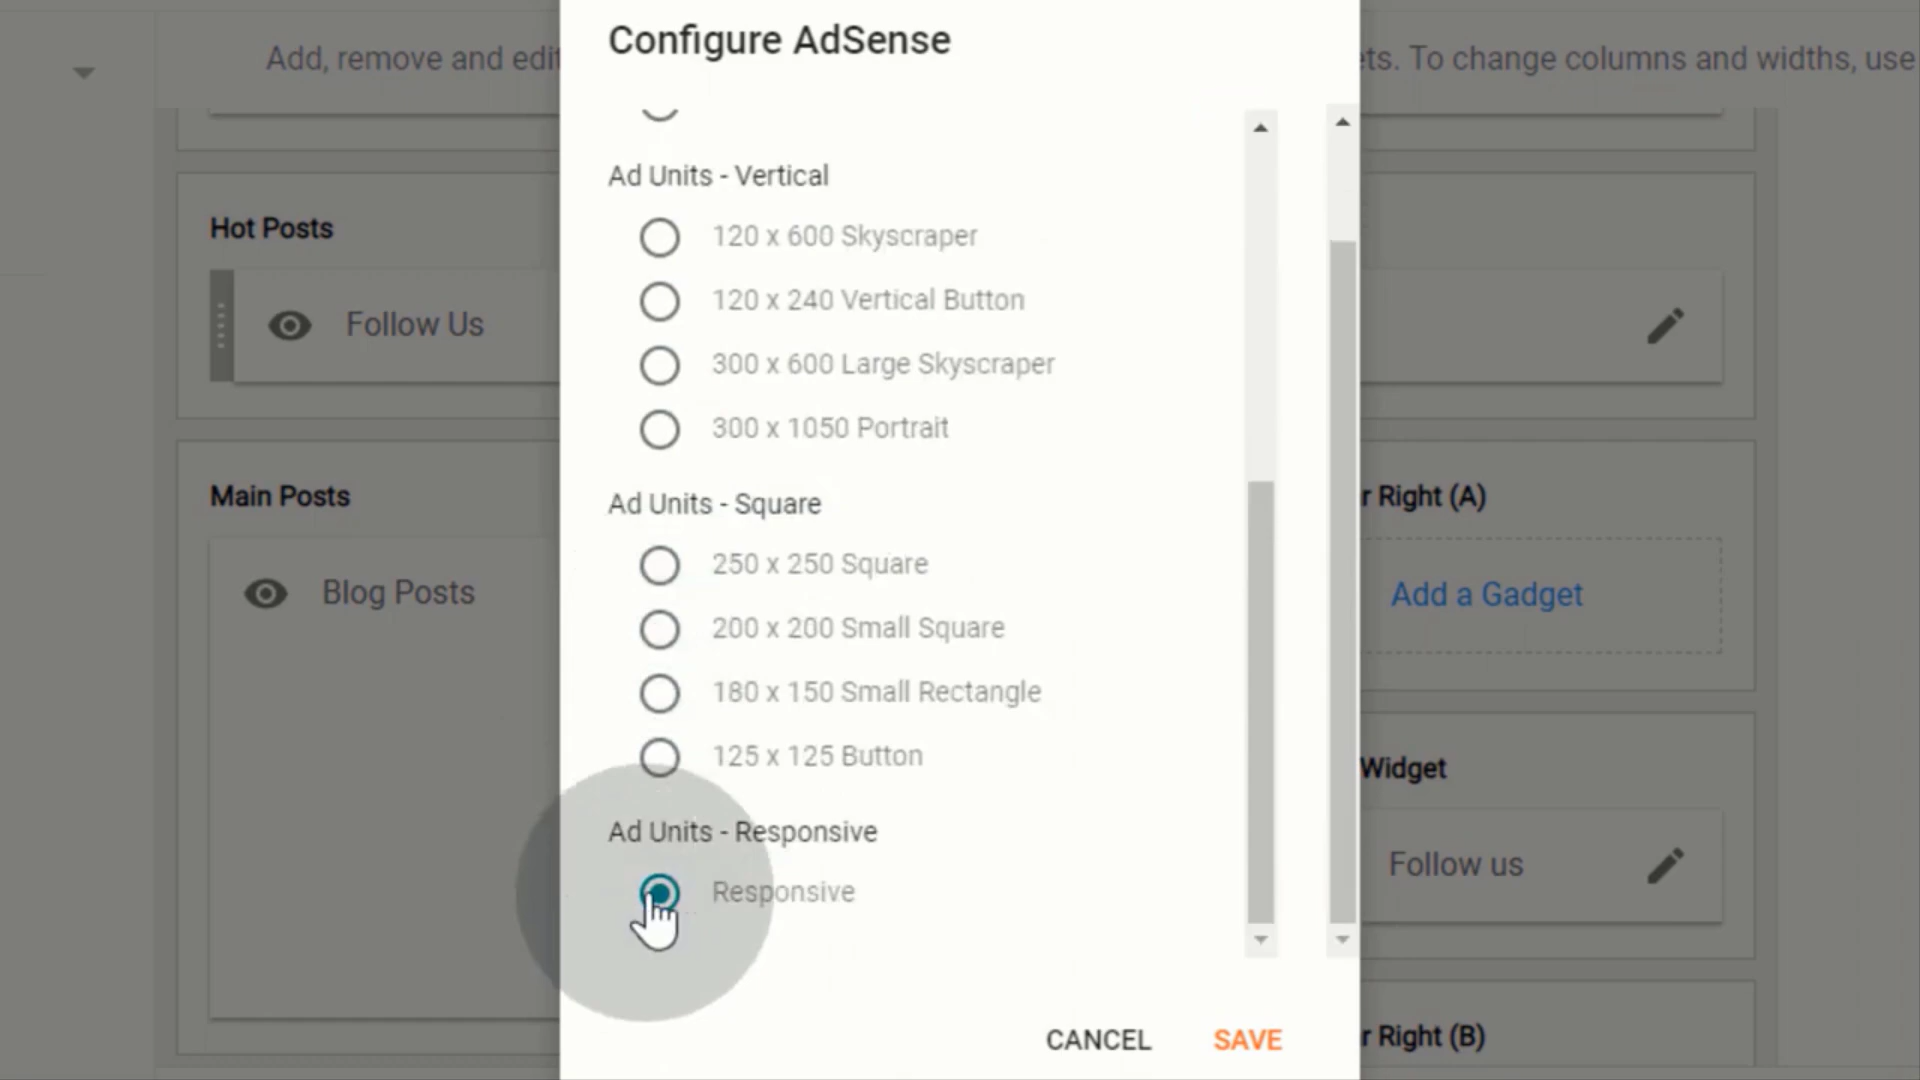 Configure AdSense
Add, remove and edit
ets. To change columns and widths, use
Ad Units - Vertical
120 x 600 Skyscraper
120 x 240 Vertical Button
300 x 600 Large Skyscraper
300 x 1050 Portrait
Ad Units - Square
250 x 250 Square
200 x 200 Small Square
180 x 150 Small Rectangle
125 x 125 Button
Ad Units - Responsive
Responsive
CANCEL
SAVE
Hot Posts
Follow Us
Main Posts
Blog Posts
r Right (A)
Add a Gadget
Widget
Follow us
r Right (B)